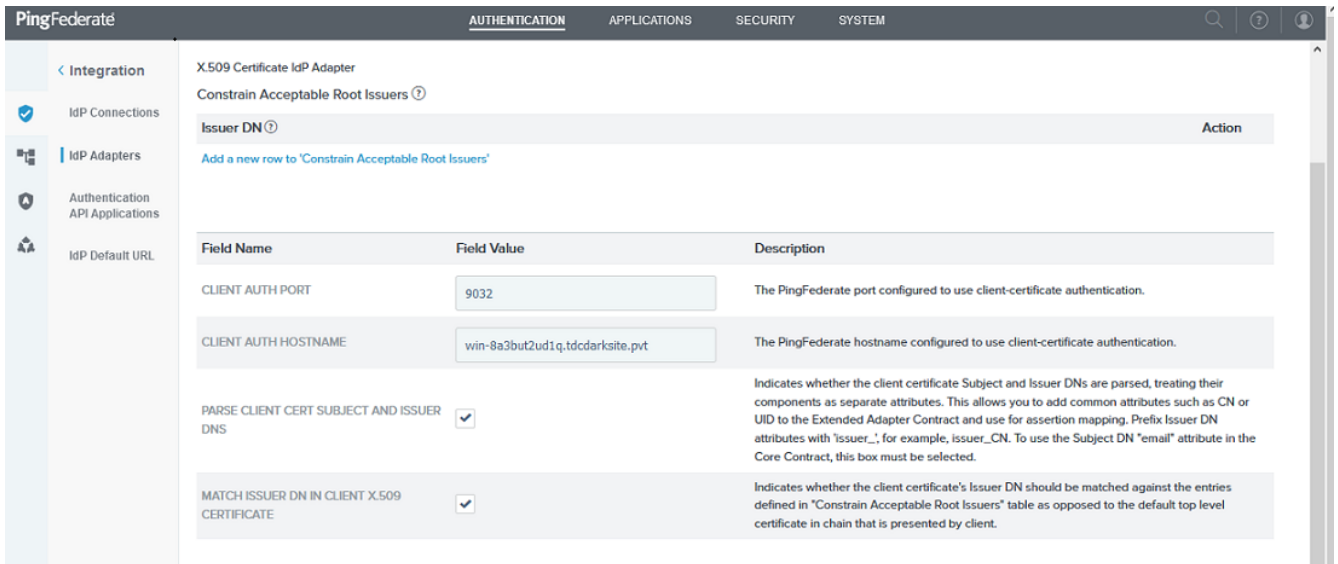 PingFederate
AUTHENTICATION APPLICATIONS SECURITY SYSTEM
Integration
IdP Connections
IdP Adapters
Authentication
API Applications
IdP Default URL
X.509 Certificate IdP Adapter
Constrain Acceptable Root Issuers
Issuer DN Action
Add a new row to 'Constrain Acceptable Root Issuers'
Field Name Field Value Description
CLIENT AUTH PORT 9032 The PingFederate port configured to use client-certificate authentication.
CLIENT AUTH HOSTNAME win-8a3but2ud1q.tdcdarksite.pvt The PingFederate hostname configured to use client-certificate authentication.
PARSE CLIENT CERT SUBJECT AND ISSUER
DNS
Indicates whether the client certificate Subject and Issuer DNs are parsed, treating their
components as separate attributes. This allows you to add common attributes such as CN or
UID to the Extended Adapter Contract and use for assertion mapping. Prefix Issuer DN
attributes with 'issuer_', for example, issuer_CN. To use the Subject DN "email" attribute in the
Core Contract, this box must be selected.
MATCH ISSUER DN IN CLIENT X.509
CERTIFICATE
Indicates whether the client certificate's Issuer DN should be matched against the entries
defined in "Constrain Acceptable Root Issuers" table as opposed to the default top level
certificate in chain that is presented by client.